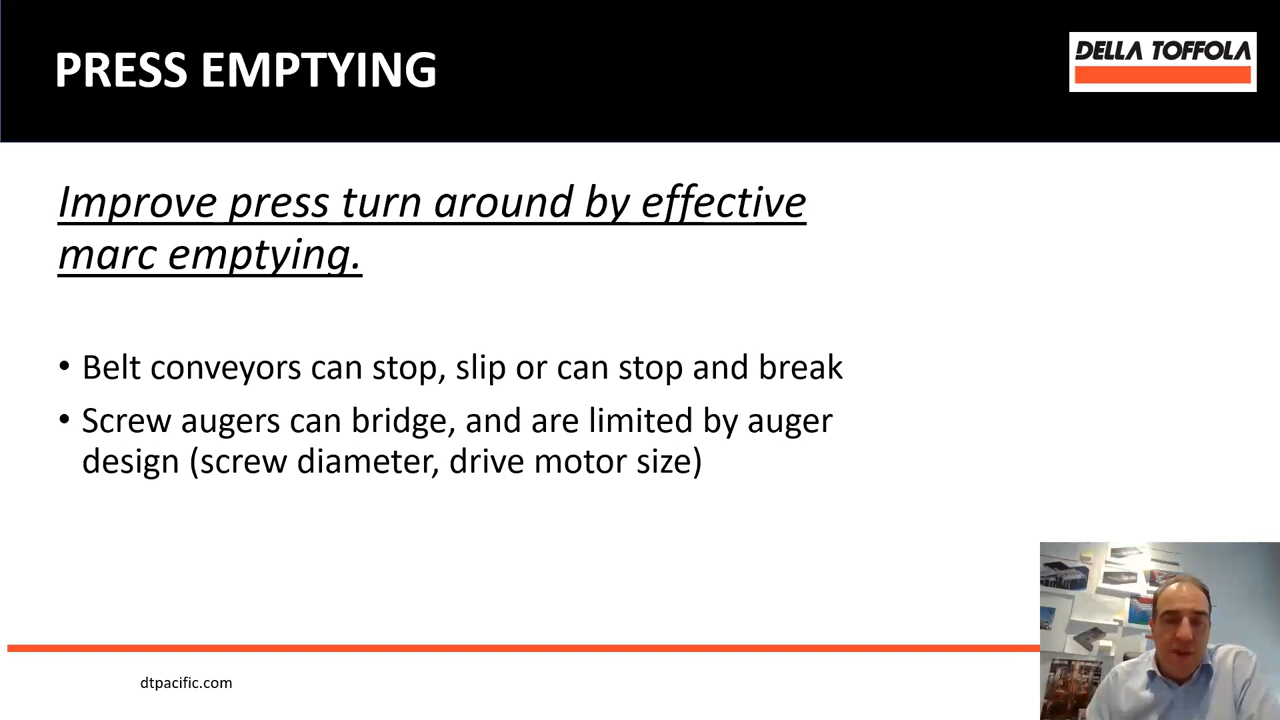 PRESS EMPTYING
DELLA TOFFOLA
Improve press turn around by effective
marc emptying.
• Belt conveyors can stop, slip or can stop and break
• Screw augers can bridge, and are limited by auger
design (screw diameter, drive motor size)
dtpacific.com